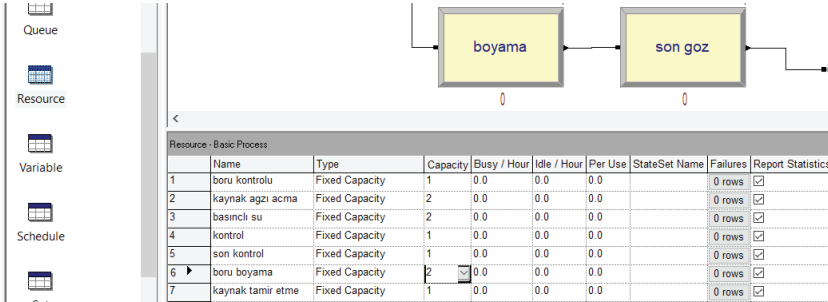 Queue
Resource
Variable
Schedule
boyama
son goz
0
0
Resource - Basic Process
Name Type Capacity Busy / Hour Idle / Hour Per Use StateSet Name Failures Report Statistics
1 boru kontrolu Fixed Capacity 1 0.0 0.0 0.0 0 rows
2 kaynak agzı acma Fixed Capacity 2 0.0 0.0 0.0 0 rows
3 basınclı su Fixed Capacity 2 0.0 0.0 0.0 0 rows
4 kontrol Fixed Capacity 1 0.0 0.0 0.0 0 rows
5 son kontrol Fixed Capacity 1 0.0 0.0 0.0 0 rows
6 boru boyama Fixed Capacity 2 0.0 0.0 0.0 0 rows
7 kaynak tamir etme Fixed Capacity 1 0.0 0.0 0.0 0 rows